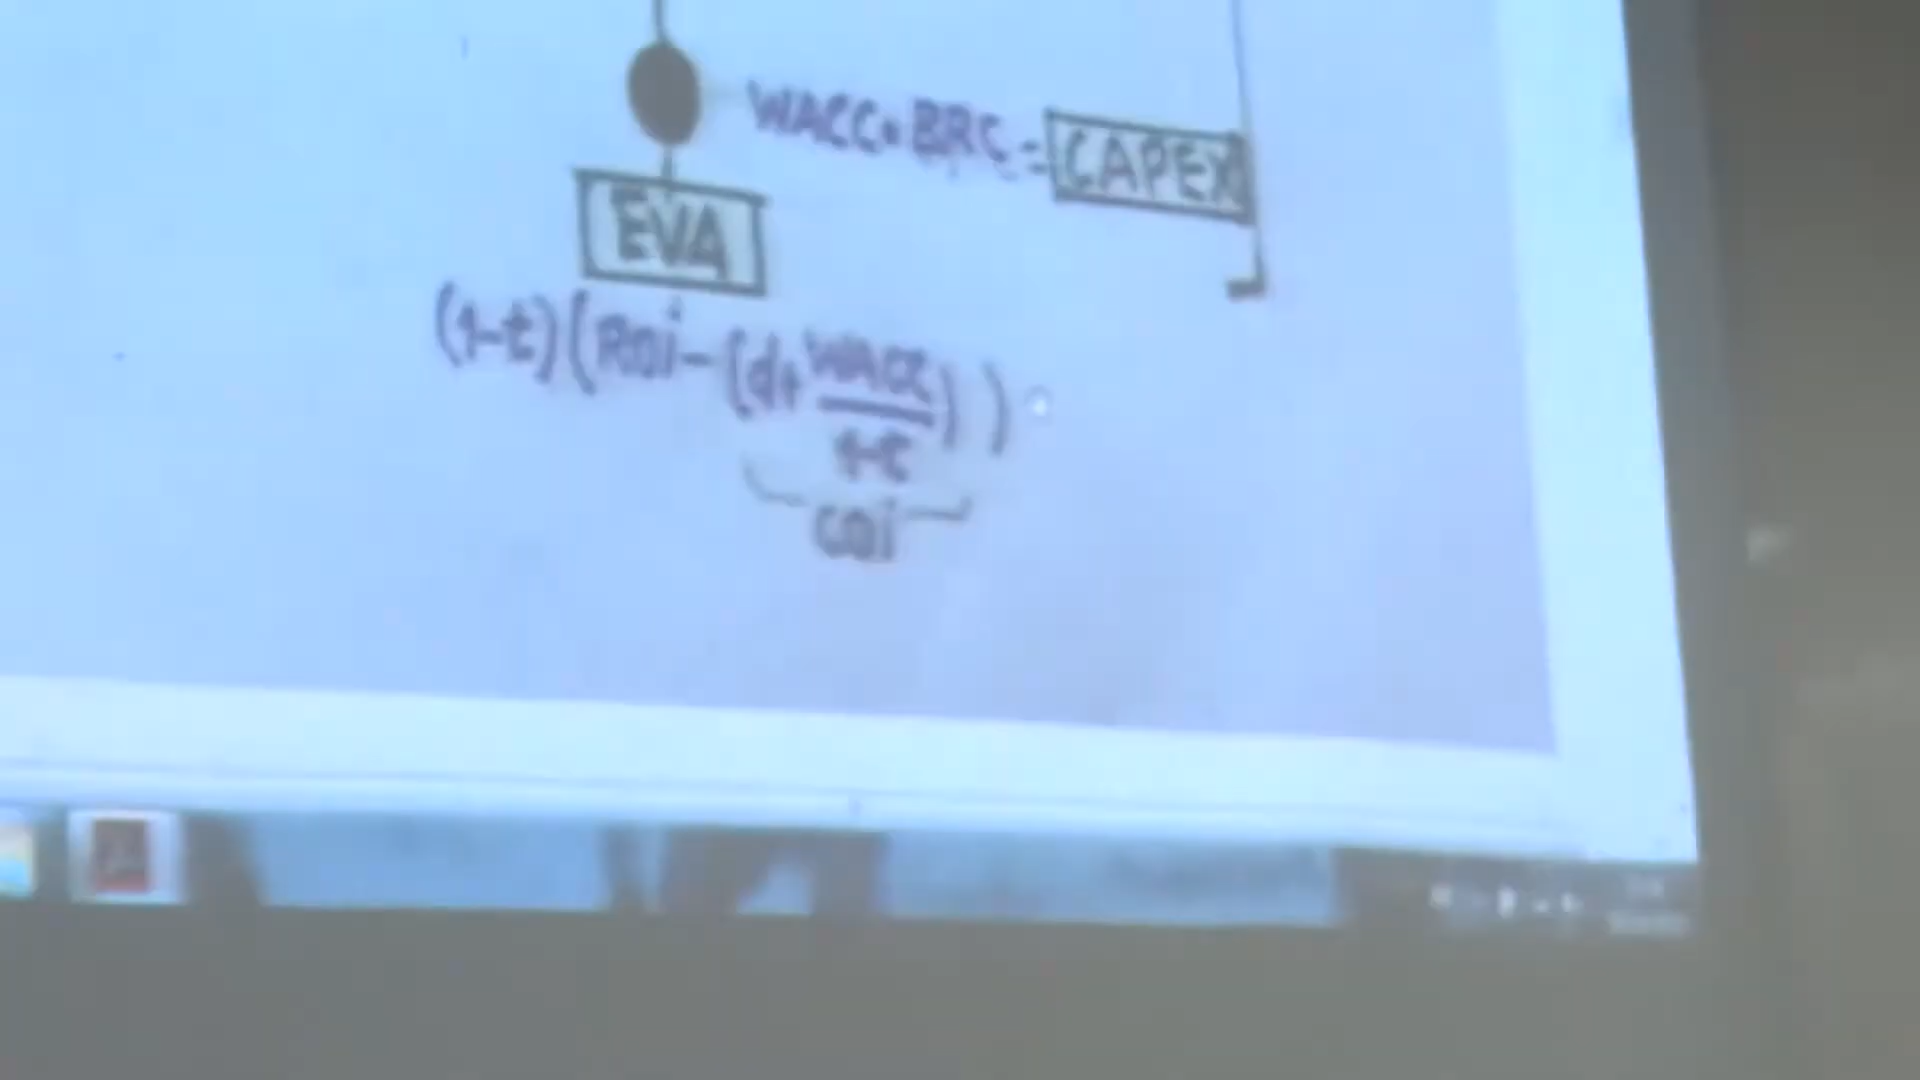 WACC • BRC = CAPEX
EVA
(1-t)(ROi-(d+WACC/1-t))
COi